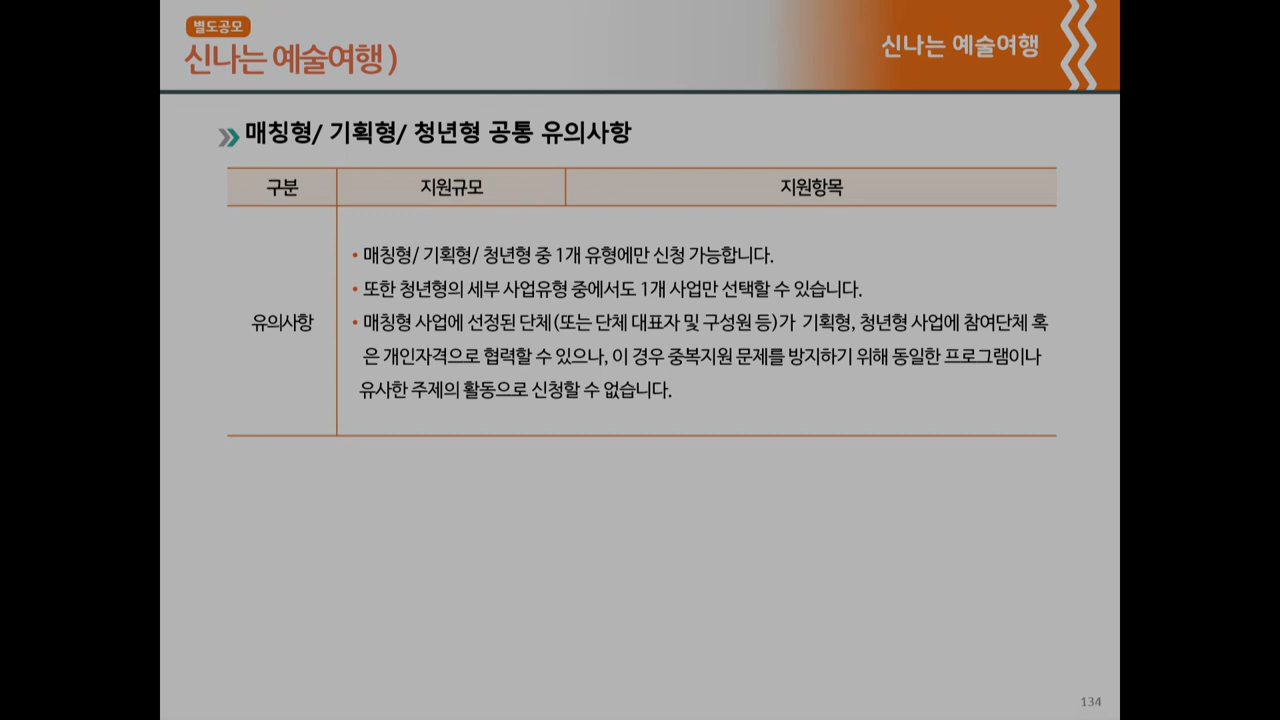 별도공모
신나는 예술여행)
신나는 예술여행
매칭형/ 기획형/ 청년형 공통 유의사항
구분 지원규모 지원항목
유의사항
• 매칭형/ 기획형/ 청년형 중 1개 유형에만 신청 가능합니다.
• 또한 청년형의 세부 사업유형 중에서도 1개 사업만 선택할 수 있습니다.
• 매칭형 사업에 선정된 단체(또는 단체 대표자 및 구성원 등)가 기획형, 청년형 사업에 참여단체 혹
은 개인자격으로 협력할 수 있으나, 이 경우 중복지원 문제를 방지하기 위해 동일한 프로그램이나
유사한 주제의 활동으로 신청할 수 없습니다.
134